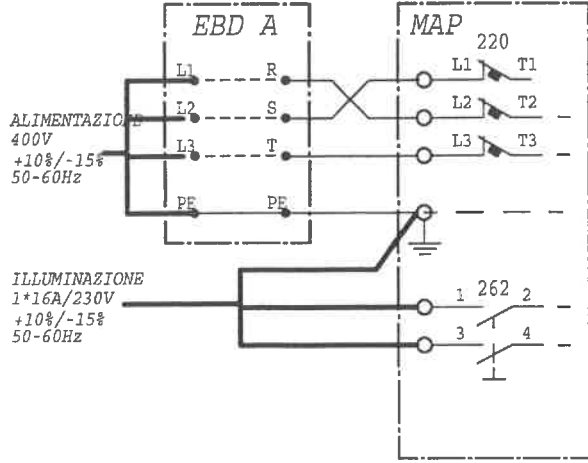 EBD A
MAP
220
L1 R L1 T1
L2 S L2 T2
ALIMENTAZIONE
400V
L3 T L3 T3
+10%/-15%
50-60Hz
PE PE
ILLUMINAZIONE
1*16A/230V
+10%/-15%
50-60Hz
1 262 2
3 4